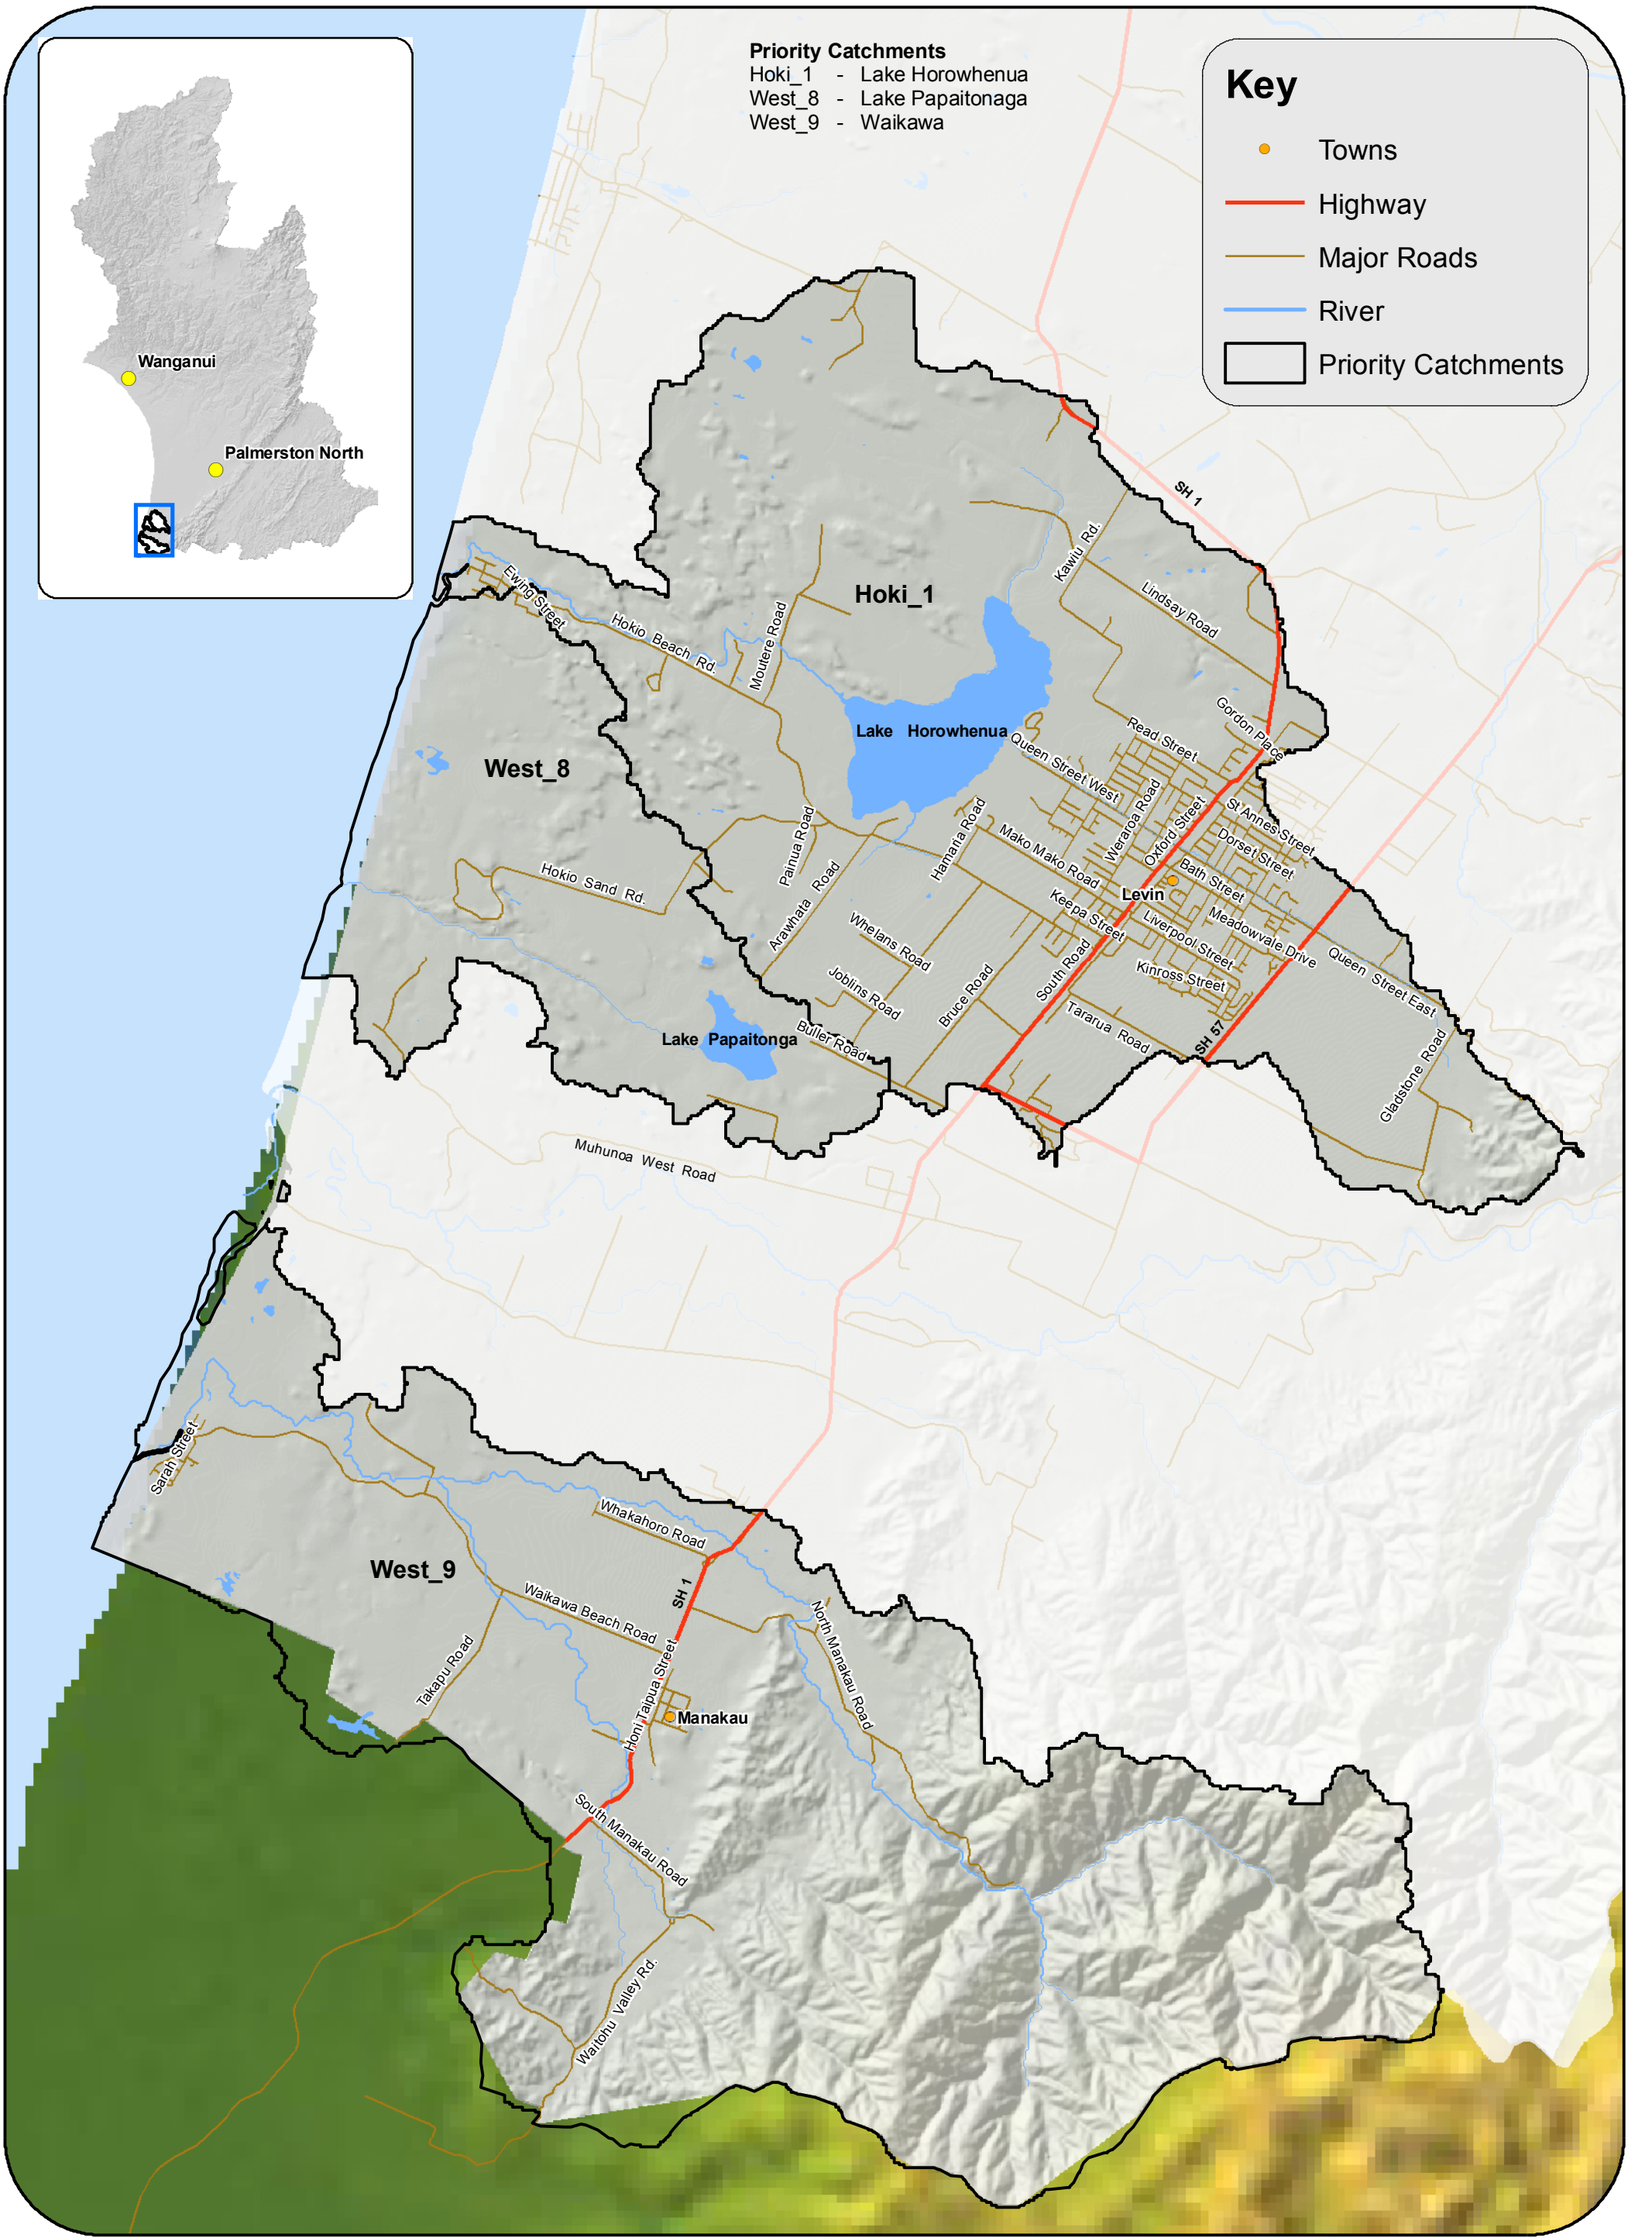 Priority Catchments
Hoki_1 - Lake Horowhenua
West_8 - Lake Papaitonaga
West_9 - Waikawa
Key
Towns
Highway
Major Roads
River
Priority Catchments
Wanganui
Palmerston North
SH 1
Kawiu Rd.
Hoki_1
Ewing Street
Hokio Beach Rd.
Moutere Road
Lindsay Road
Lake Horowhenua
Gordon Place
Read Street
Queen Street West
West_8
Weraroa Road
Oxford Street
St Annes Street
Dorset Street
Bath Street
Painua Road
Hamaria Road
Mako Mako Road
Levin
Hokio Sand Rd.
Arawhata Road
Keepa Street
Liverpool Street
Meadowvale Drive
Whelans Road
Queen Street East
Kinross Street
South Road
Joblins Road
Bruce Road
Tararua Road
SH 57
Lake Papaitonga
Buller Road
Gladstone Road
Muhunoa West Road
Sarah Street
Whakahoro Road
West_9
SH 1
Waikawa Beach Road
North Manakau Road
Takapu Road
Honi Taipua Street
Manakau
South Manakau Road
Waitohu Valley Rd.